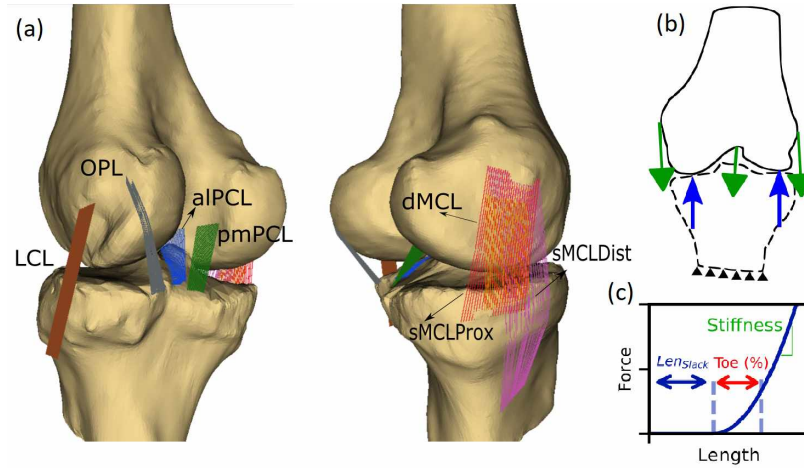 (a)
OPL
alPCL
pmPCL
LCL
dMCL
sMCLDist
sMCLProx
(b)
(c)
Stiffness
LenSlack
Toe (%)
Force
Length